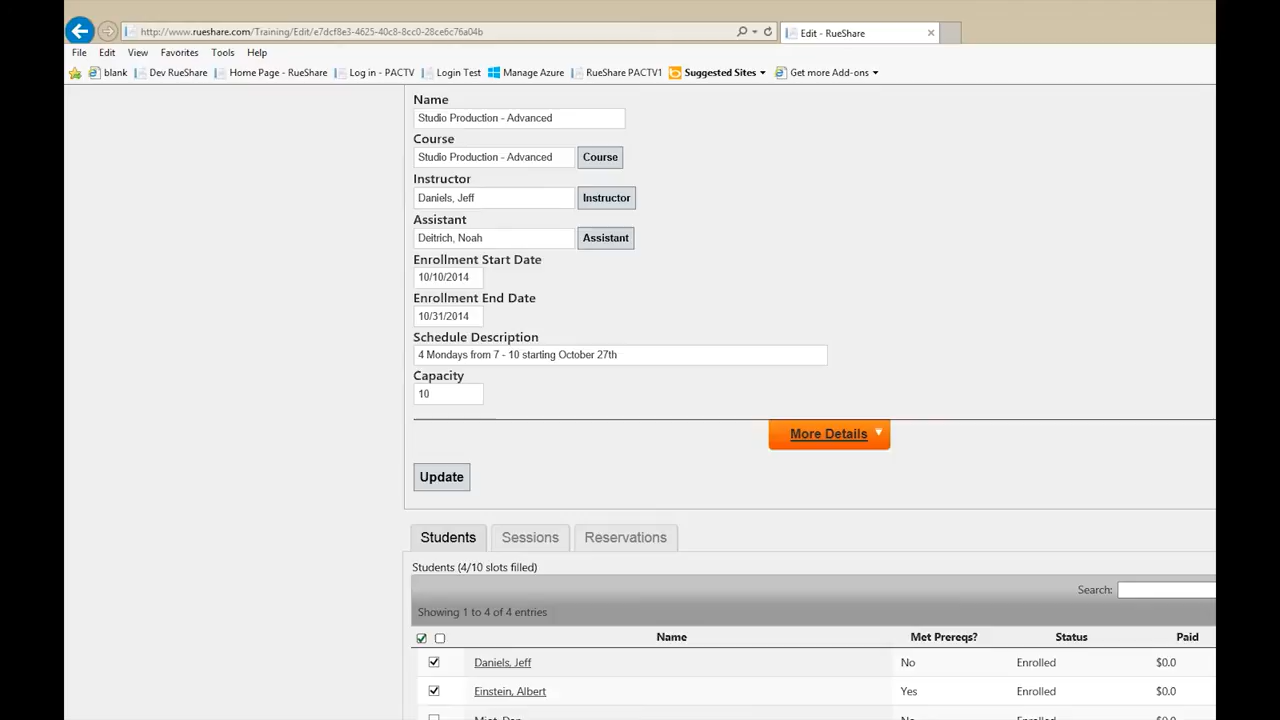 http://www.rueshare.com/Training/Edit/e7dcf8e3-4625-40c8-8cc0-28ce6c76a04b
Edit - RueShare
File Edit View Favorites Tools Help
blank Dev RueShare Home Page - RueShare Log in - PACTV Login Test Manage Azure RueShare PACTV1 Suggested Sites Get more Add-ons
Name
Studio Production - Advanced
Course
Studio Production - Advanced Course
Instructor
Daniels, Jeff Instructor
Assistant
Deitrich, Noah Assistant
Enrollment Start Date
10/10/2014
Enrollment End Date
10/31/2014
Schedule Description
4 Mondays from 7 - 10 starting October 27th
Capacity
10
More Details
Update
Students Sessions Reservations
Students (4/10 slots filled)
Search:
Showing 1 to 4 of 4 entries
Name Met Prereqs? Status Paid
Daniels, Jeff No Enrolled $0.0
Einstein, Albert Yes Enrolled $0.0